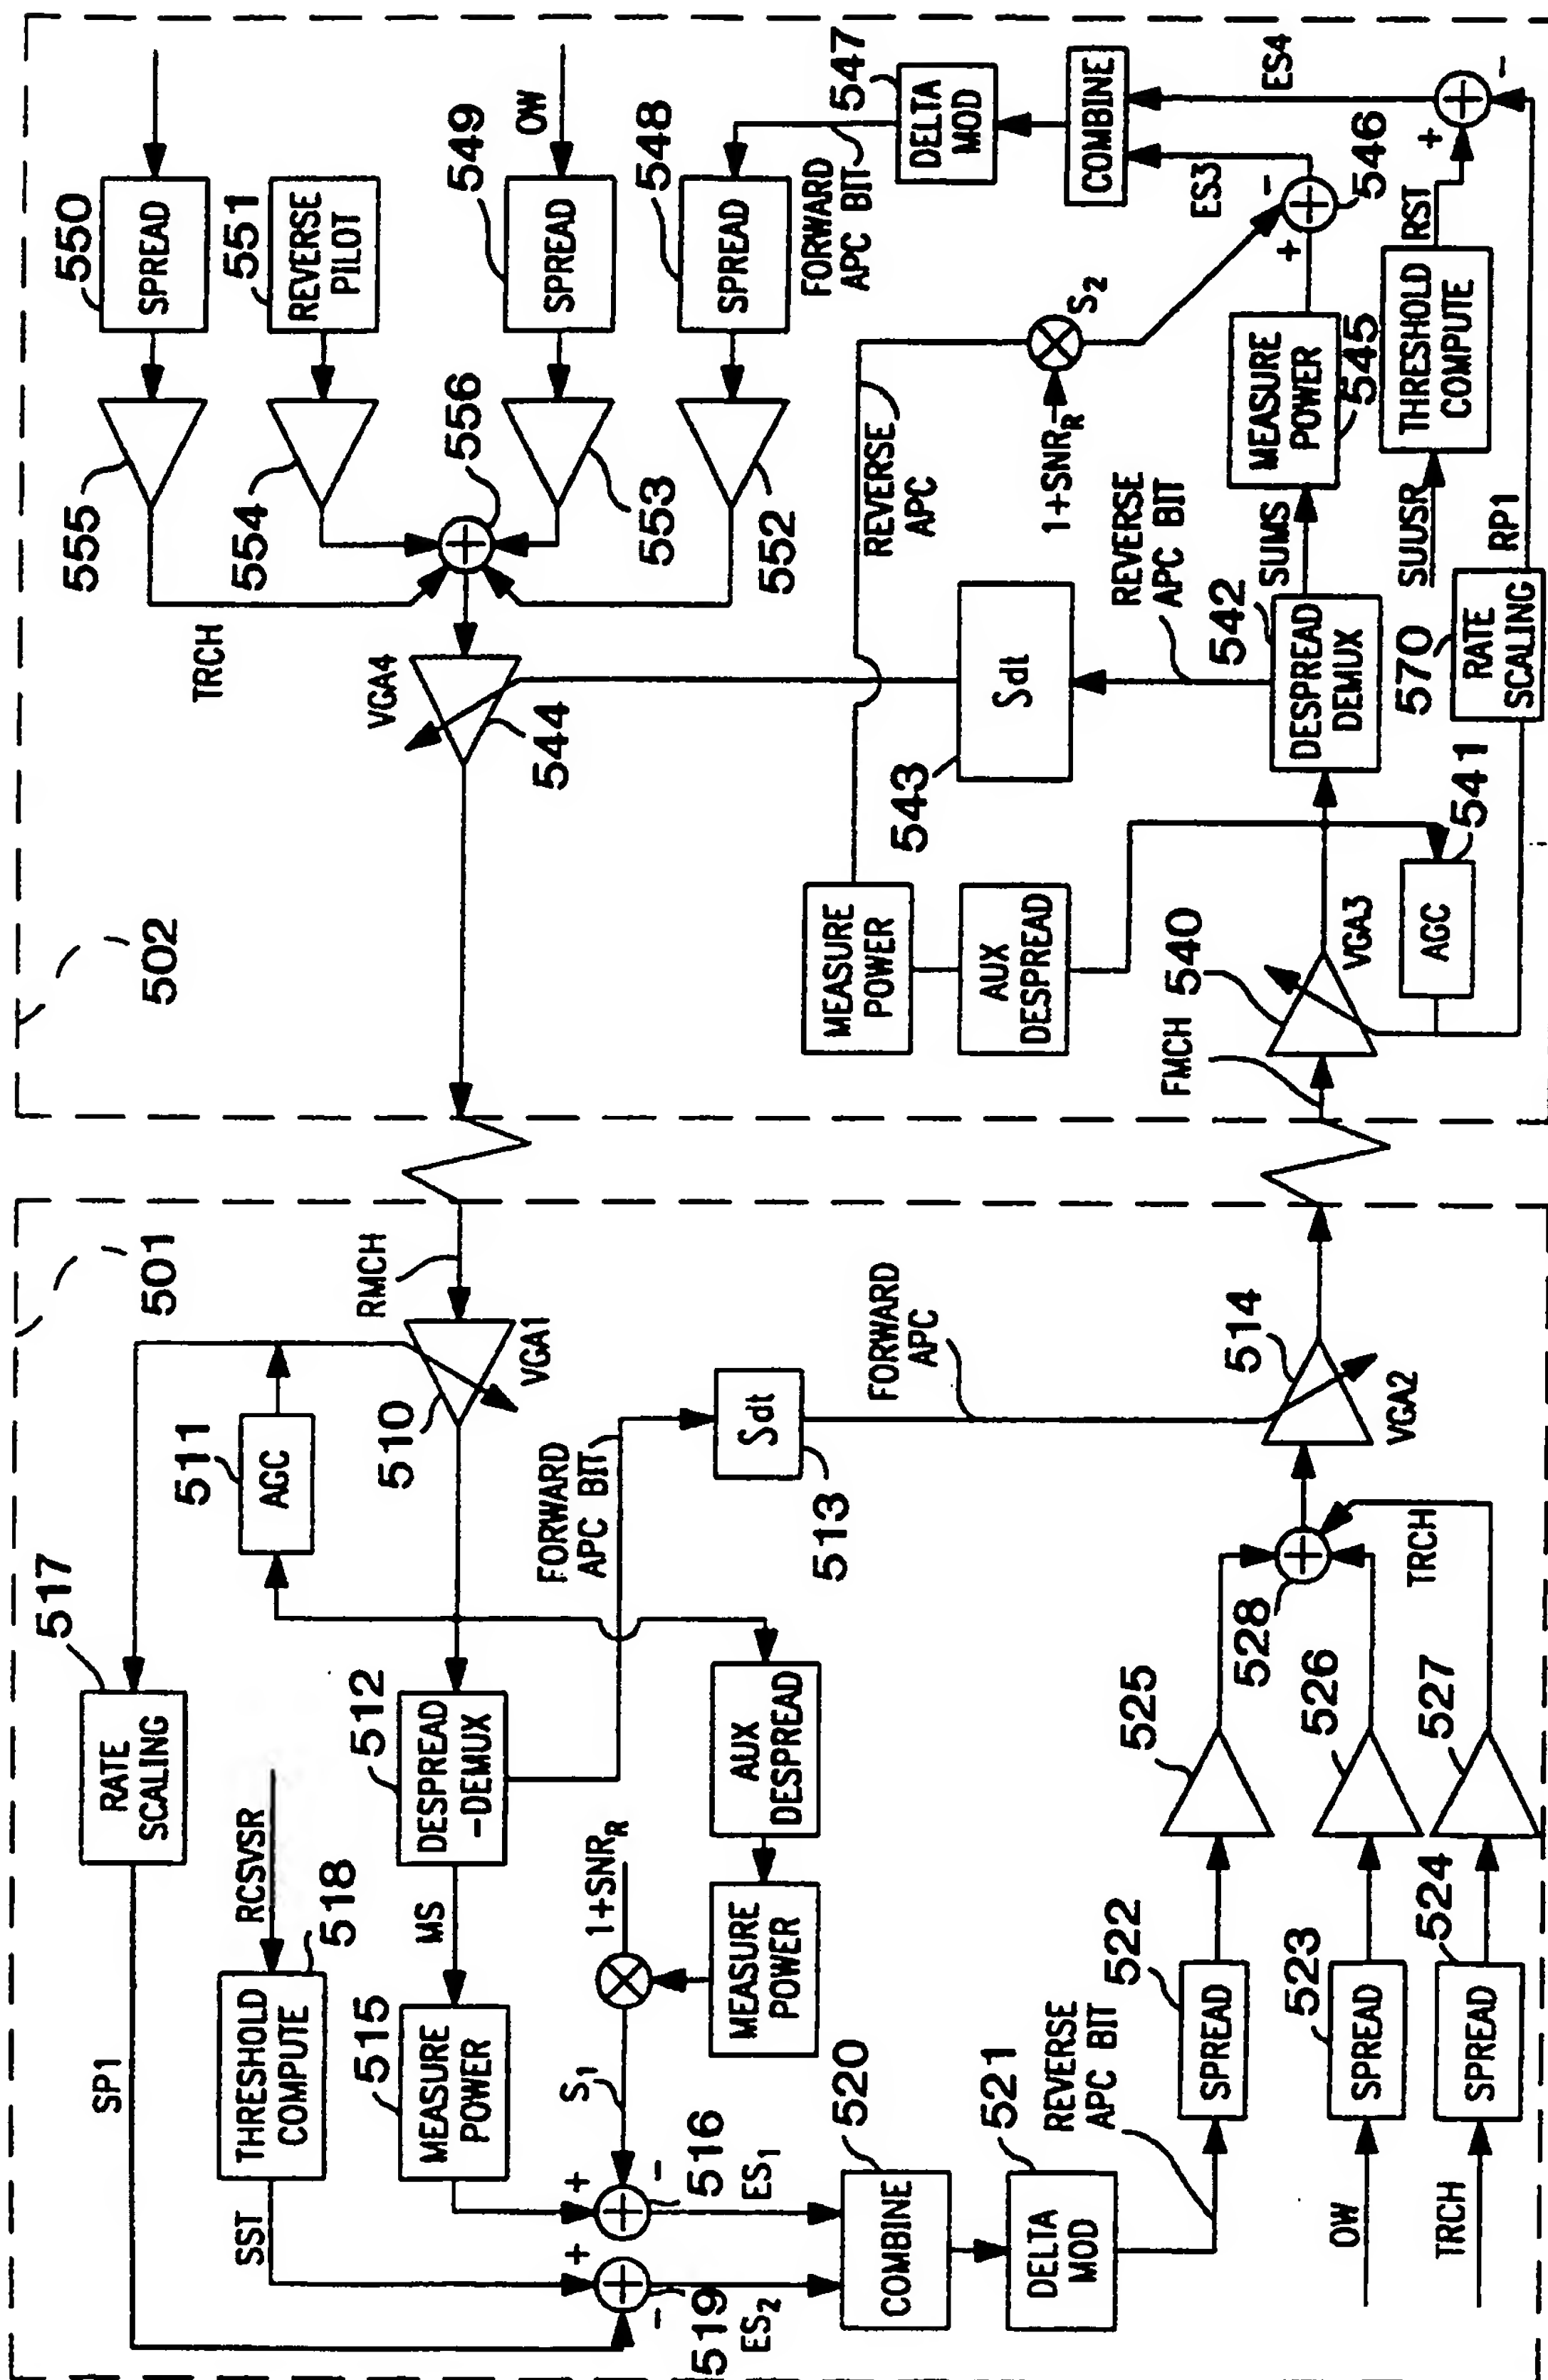 501
517
RATE
SCALING
SP1
511
AGC
RMCH
510
VGA1
RCSVSR
518
THRESHOLD
COMPUTE
SST
512
DESPREAD
-DEMUX
MS
515
MEASURE
POWER
FORWARD
APC BIT
∫dt
513
FORWARD
APC
AUX
DESPREAD
MEASURE
POWER
1+SNRR
S1
+
-
516
ES1
+
-
519
ES2
520
COMBINE
521
DELTA
MOD
REVERSE
APC BIT
522
SPREAD
523
SPREAD
OW
524
SPREAD
TRCH
525
526
527
528
TRCH
514
VGA2
502
550
SPREAD
551
REVERSE
PILOT
549
SPREAD
OW
548
SPREAD
FORWARD
APC BIT
547
DELTA
MOD
COMBINE
ES3
ES4
555
554
553
552
556
TRCH
VGA4
544
REVERSE
APC
1+SNRR
S2
+
-
546
+
-
RST
THRESHOLD
COMPUTE
SUUSR
MEASURE
POWER
545
SUMS
REVERSE
APC BIT
542
DESPREAD
DEMUX
∫dt
543
570
RATE
SCALING
RP1
541
AGC
MEASURE
POWER
AUX
DESPREAD
540
VGA3
FMCH